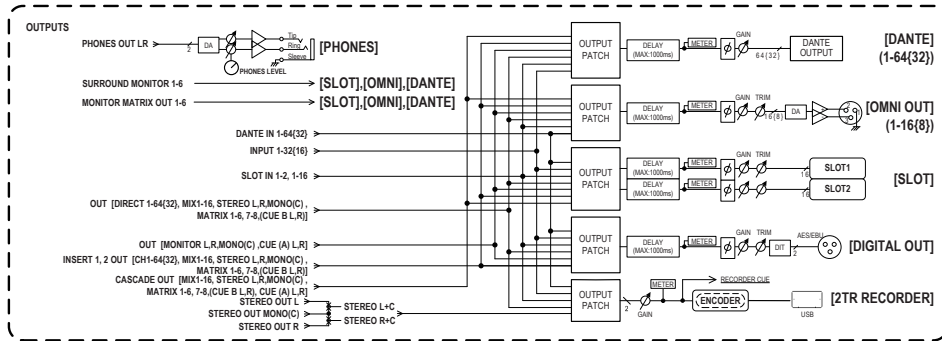 OUTPUTS
PHONES OUT LR
2
DA
Tip
Ring
Sleeve
PHONES LEVEL
[PHONES]
SURROUND MONITOR 1-6
[SLOT],[OMNI],[DANTE]
MONITOR MATRIX OUT 1-6
[SLOT],[OMNI],[DANTE]
DANTE IN 1-64{32}
INPUT 1-32{16}
SLOT IN 1-2, 1-16
OUT [DIRECT 1-64{32}, MIX1-16, STEREO L,R,MONO(C) ,
MATRIX 1-6, 7-8,(CUE B L,R)]
OUT [MONITOR L,R,MONO(C) ,CUE (A) L,R]
INSERT 1, 2 OUT [CH1-64{32}, MIX1-16, STEREO L,R,MONO(C) ,
MATRIX 1-6, 7-8,(CUE B L,R)]
CASCADE OUT [MIX1-16, STEREO L,R,MONO(C) ,
MATRIX 1-6, 7-8,(CUE B L,R), CUE (A) L,R]
STEREO OUT L
STEREO L+C
STEREO OUT MONO(C)
STEREO R+C
STEREO OUT R
OUTPUT
PATCH
DELAY
(MAX:1000ms)
METER
ϕ
GAIN
64{32}
DANTE
OUTPUT
[DANTE]
(1-64{32})
OUTPUT
PATCH
DELAY
(MAX:1000ms)
METER
ϕ
GAIN TRIM
16{8}
DA
2
3
1
[OMNI OUT]
(1-16{8})
OUTPUT
PATCH
DELAY
(MAX:1000ms)
METER
ϕ
GAIN TRIM
16
SLOT1
DELAY
(MAX:1000ms)
METER
ϕ
16
SLOT2
[SLOT]
OUTPUT
PATCH
DELAY
(MAX:1000ms)
METER
ϕ
GAIN TRIM
DIT
AES/EBU
2
[DIGITAL OUT]
OUTPUT
PATCH
2
GAIN
METER
RECORDER CUE
ENCODER
USB
[2TR RECORDER]